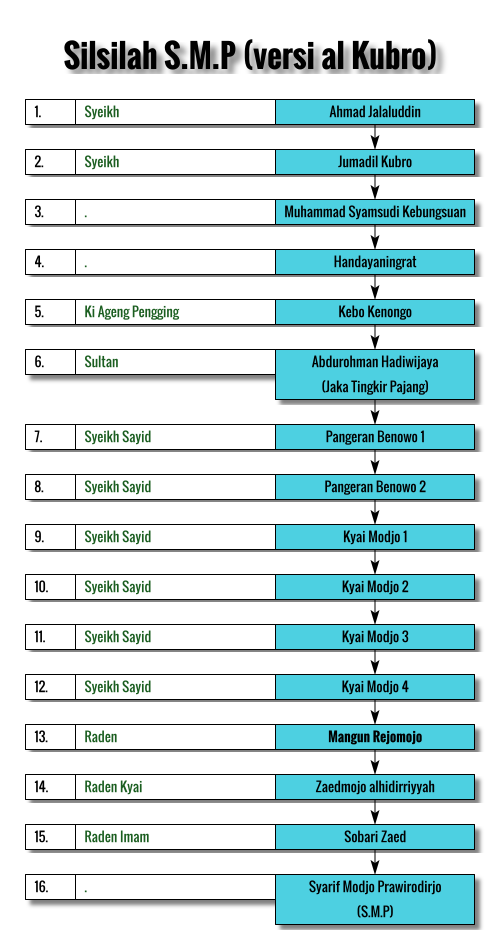 Silsilah S.M.P (versi al Kubro)
1. Syeikh Ahmad Jalaluddin
2. Syeikh Jumadil Kubro
3. . Muhammad Syamsudi Kebungsuan
4. . Handayaningrat
5. Ki Ageng Pengging Kebo Kenongo
6. Sultan Abdurohman Hadiwijaya
(Jaka Tingkir Pajang)
7. Syeikh Sayid Pangeran Benowo 1
8. Syeikh Sayid Pangeran Benowo 2
9. Syeikh Sayid Kyai Modjo 1
10. Syeikh Sayid Kyai Modjo 2
11. Syeikh Sayid Kyai Modjo 3
12. Syeikh Sayid Kyai Modjo 4
13. Raden Mangun Rejomojo
14. Raden Kyai Zaedmojo alhidirriyyah
15. Raden Imam Sobari Zaed
16. . Syarif Modjo Prawirodirjo
(S.M.P)